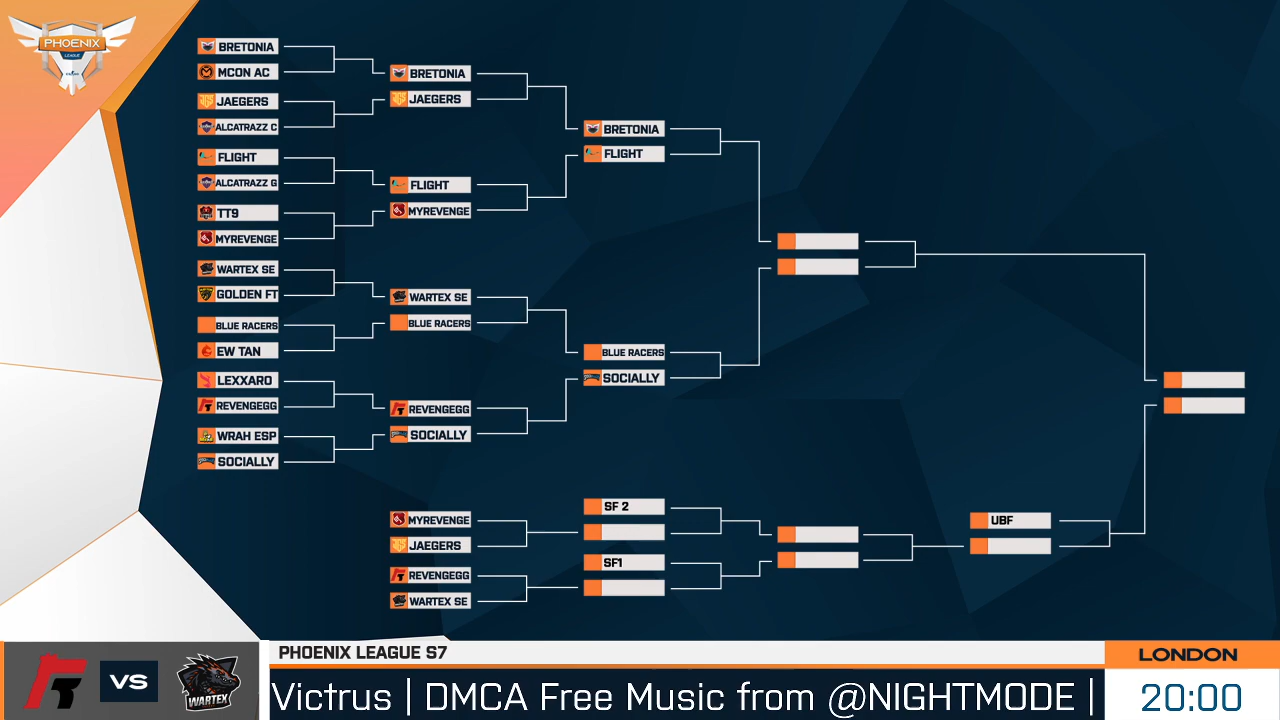 PHOENIX
LEAGUE
BRETONIA
MCON AC
JAEGERS
ALCATRAZZ C
FLIGHT
ALCATRAZZ G
TT9
MYREVENGE
WARTEX SE
GOLDEN FT
BLUE RACERS
EW TAN
LEXXARO
REVENGEGG
WRAH ESP
SOCIALLY
BRETONIA
JAEGERS
FLIGHT
MYREVENGE
WARTEX SE
BLUE RACERS
REVENGEGG
SOCIALLY
BRETONIA
FLIGHT
BLUE RACERS
SOCIALLY
MYREVENGE
JAEGERS
REVENGEGG
WARTEX SE
SF 2
SF1
UBF
VS
WARTEX
PHOENIX LEAGUE S7
LONDON
Victrus | DMCA Free Music from @NIGHTMODE |
20:00